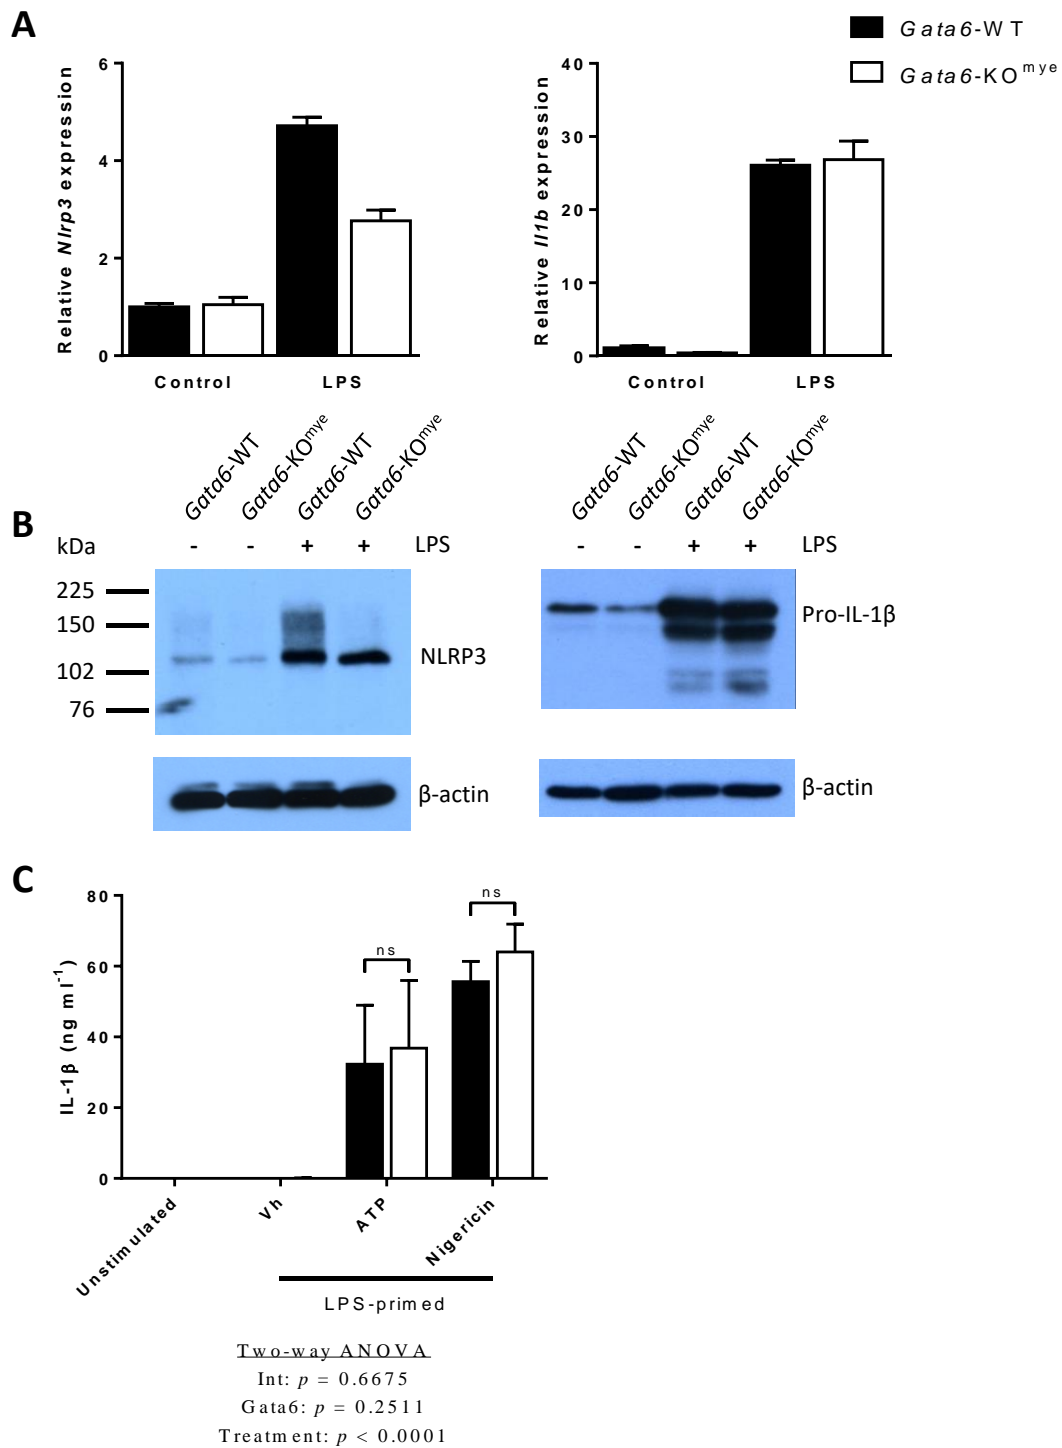 A
Gata6-WT
Gata6-KO^mye
Relative Nlrp3 expression
6
4
2
0
Control
LPS
Relative Il1b expression
40
30
20
10
0
Control
LPS
B
Gata6-WT
Gata6-KO^mye
Gata6-WT
Gata6-KO^mye
kDa
- - + + LPS
225
150
102
76
NLRP3
β-actin
Gata6-WT
Gata6-KO^mye
Gata6-WT
Gata6-KO^mye
- - + + LPS
Pro-IL-1β
β-actin
C
IL-1β (ng ml⁻¹)
80
60
40
20
0
ns
ns
Unstimulated
Vh
ATP
Nigericin
LPS-primed
Two-way ANOVA
Int: p = 0.6675
Gata6: p = 0.2511
Treatment: p < 0.0001